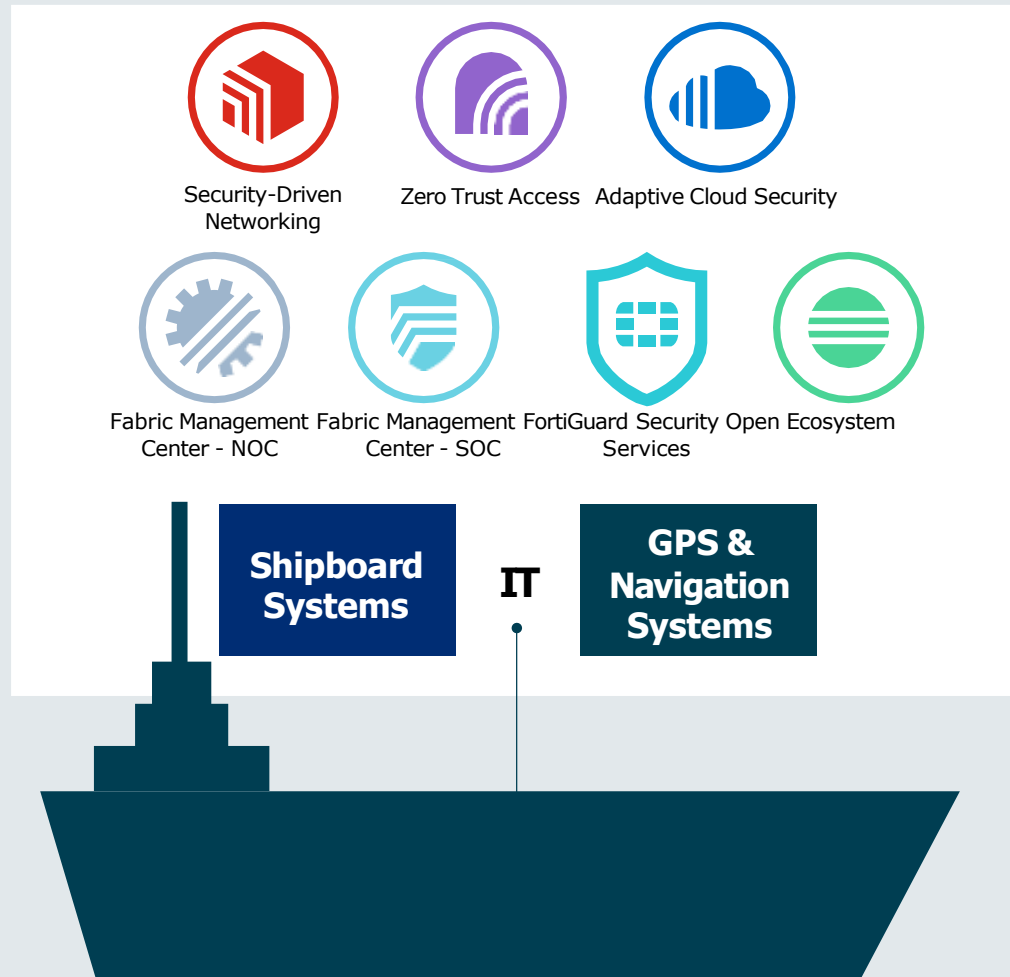 Security-Driven
Networking
Zero Trust Access
Adaptive Cloud Security
Fabric Management
Center - NOC
Fabric Management
Center - SOC
FortiGuard Security
Services
Open Ecosystem
Shipboard
Systems
IT
GPS &
Navigation
Systems